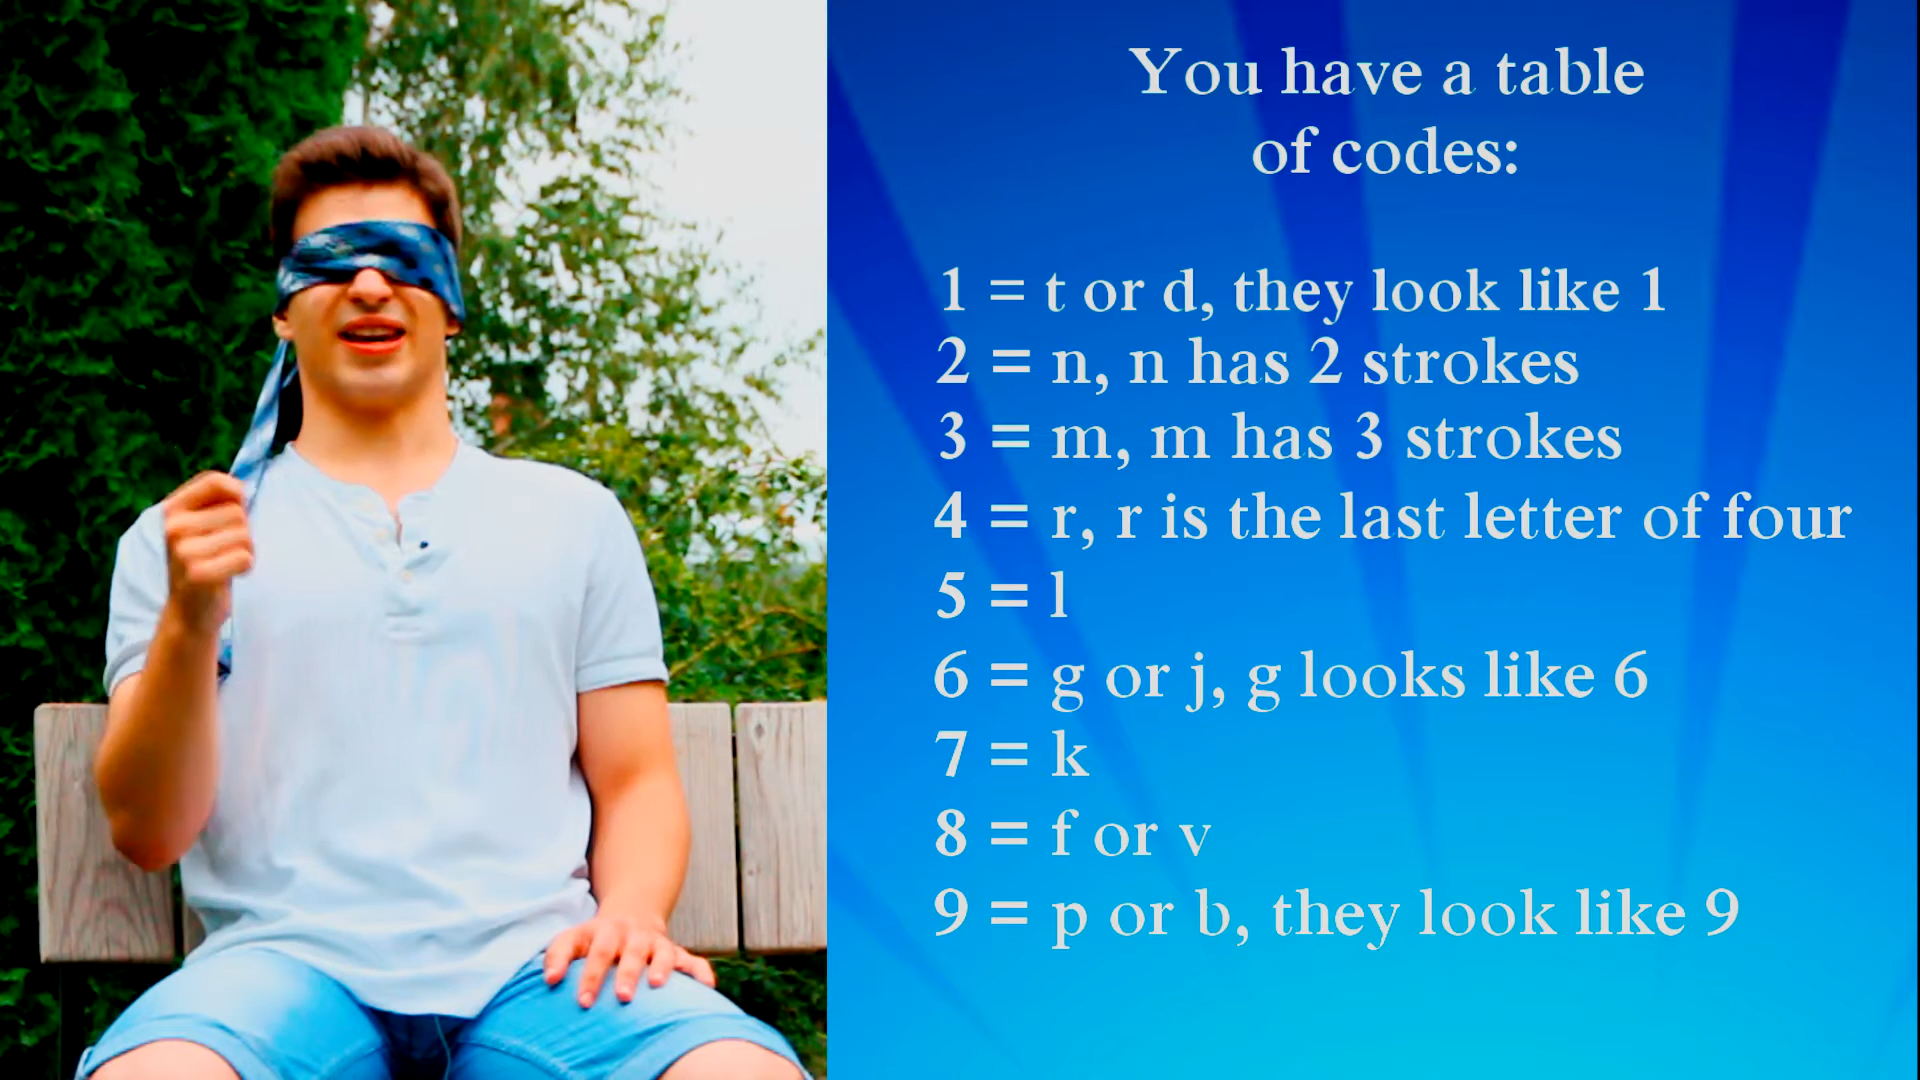 You have a table
of codes:
1 = t or d, they look like 1
2 = n, n has 2 strokes
3 = m, m has 3 strokes
4 = r, r is the last letter of four
5 = l
6 = g or j, g looks like 6
7 = k
8 = f or v
9 = p or b, they look like 9